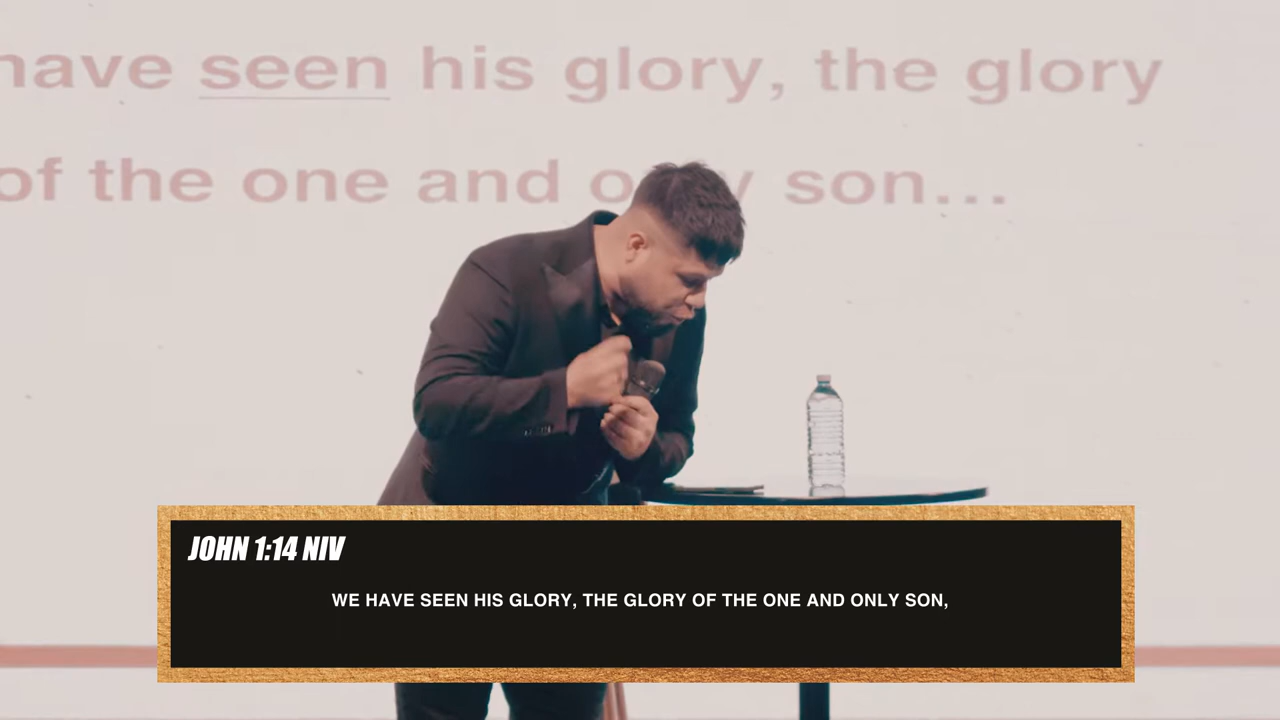 have seen his glory, the glory
of the one and only son...
JOHN 1:14 NIV
WE HAVE SEEN HIS GLORY, THE GLORY OF THE ONE AND ONLY SON,